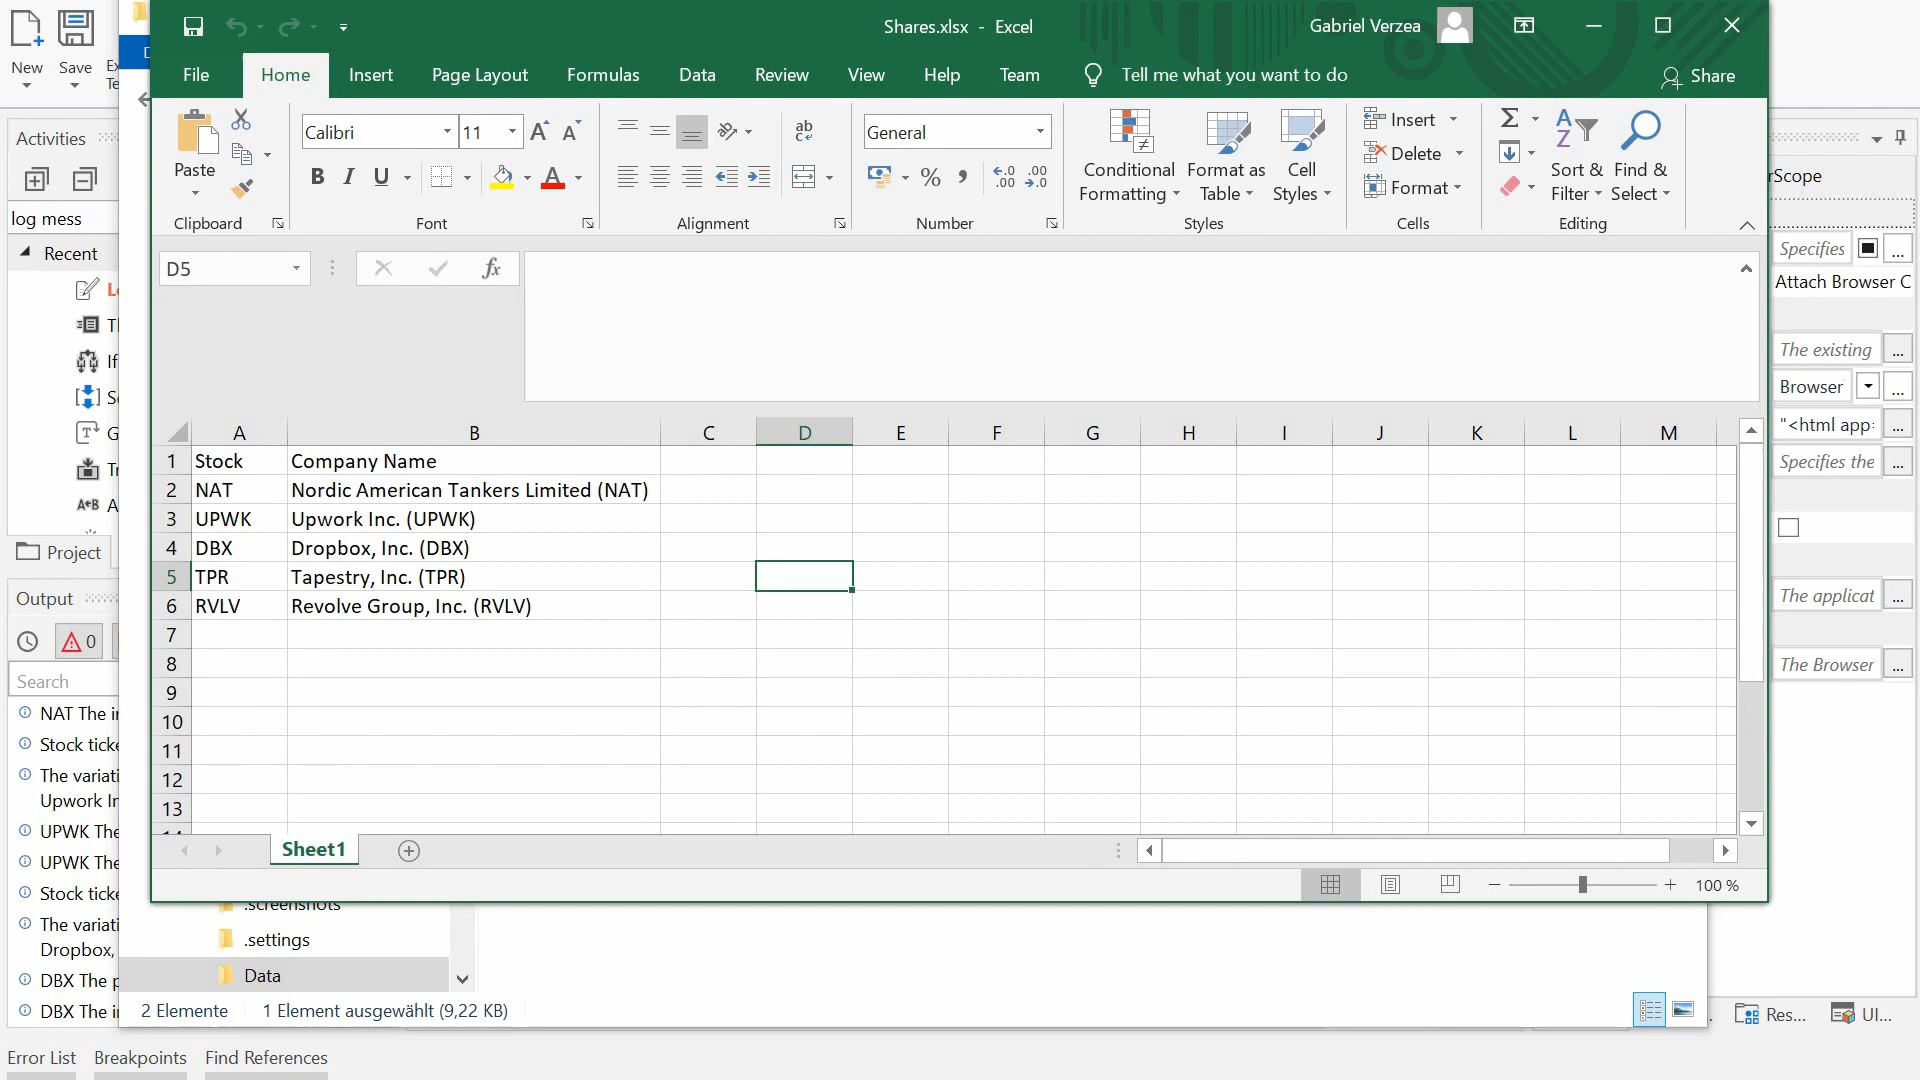 Shares.xlsx - Excel
Gabriel Verzea
New
Save
File
Home
Insert
Page Layout
Formulas
Data
Review
View
Help
Team
Tell me what you want to do
Share
Activities
log mess
Recent
Project
Paste
Clipboard
Calibri
11
B I U
Font
ab
Alignment
General
%
Number
Conditional
Formatting
Format as
Table
Cell
Styles
Styles
Insert
Delete
Format
Cells
Sort &
Filter
Find &
Select
Editing
rScope
Specifies
Attach Browser C
The existing
Browser
"<html app:
Specifies the
The applicat
The Browser
D5
fx
A B C D E F G H I J K L M
1 Stock Company Name
2 NAT Nordic American Tankers Limited (NAT)
3 UPWK Upwork Inc. (UPWK)
4 DBX Dropbox, Inc. (DBX)
5 TPR Tapestry, Inc. (TPR)
6 RVLV Revolve Group, Inc. (RVLV)
7
8
9
10
11
12
13
Output
0
Search
NAT The i
Stock ticke
The variati
Upwork I
UPWK The
UPWK The
Stock ticke
The variati
Dropbox,
DBX The p
DBX The i
Sheet1
100 %
.screenshots
.settings
Data
2 Elemente
1 Element ausgewählt (9,22 KB)
Res...
UI...
Error List
Breakpoints
Find References